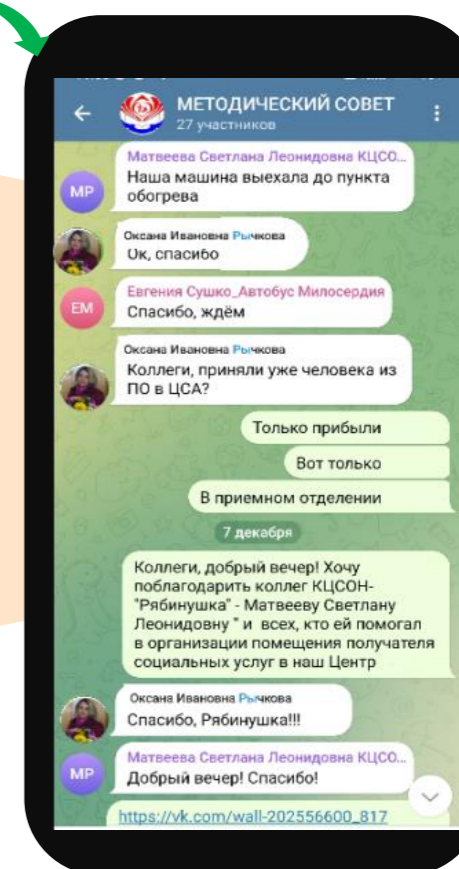 МЕТОДИЧЕСКИЙ СОВЕТ
27 участников
Матвеева Светлана Леонидовна КЦСО...
МР
Наша машина выехала до пункта
обогрева
Оксана Ивановна Рычкова
Ок, спасибо
Евгения Сушко_Автобус Милосердия
ЕМ
Спасибо, ждём
Оксана Ивановна Рычкова
Коллеги, приняли уже человека из
ПО в ЦСА?
Только прибыли
Вот только
В приемном отделении
7 декабря
Коллеги, добрый вечер! Хочу
поблагодарить коллег КЦСОН-
"Рябинушка" - Матвееву Светлану
Леонидовну " и всех, кто ей помогал
в организации помещения получателя
социальных услуг в наш Центр
Оксана Ивановна Рычкова
Спасибо, Рябинушка!!!
Матвеева Светлана Леонидовна КЦСО...
МР
Добрый вечер! Спасибо!
https://vk.com/wall-202556600_817